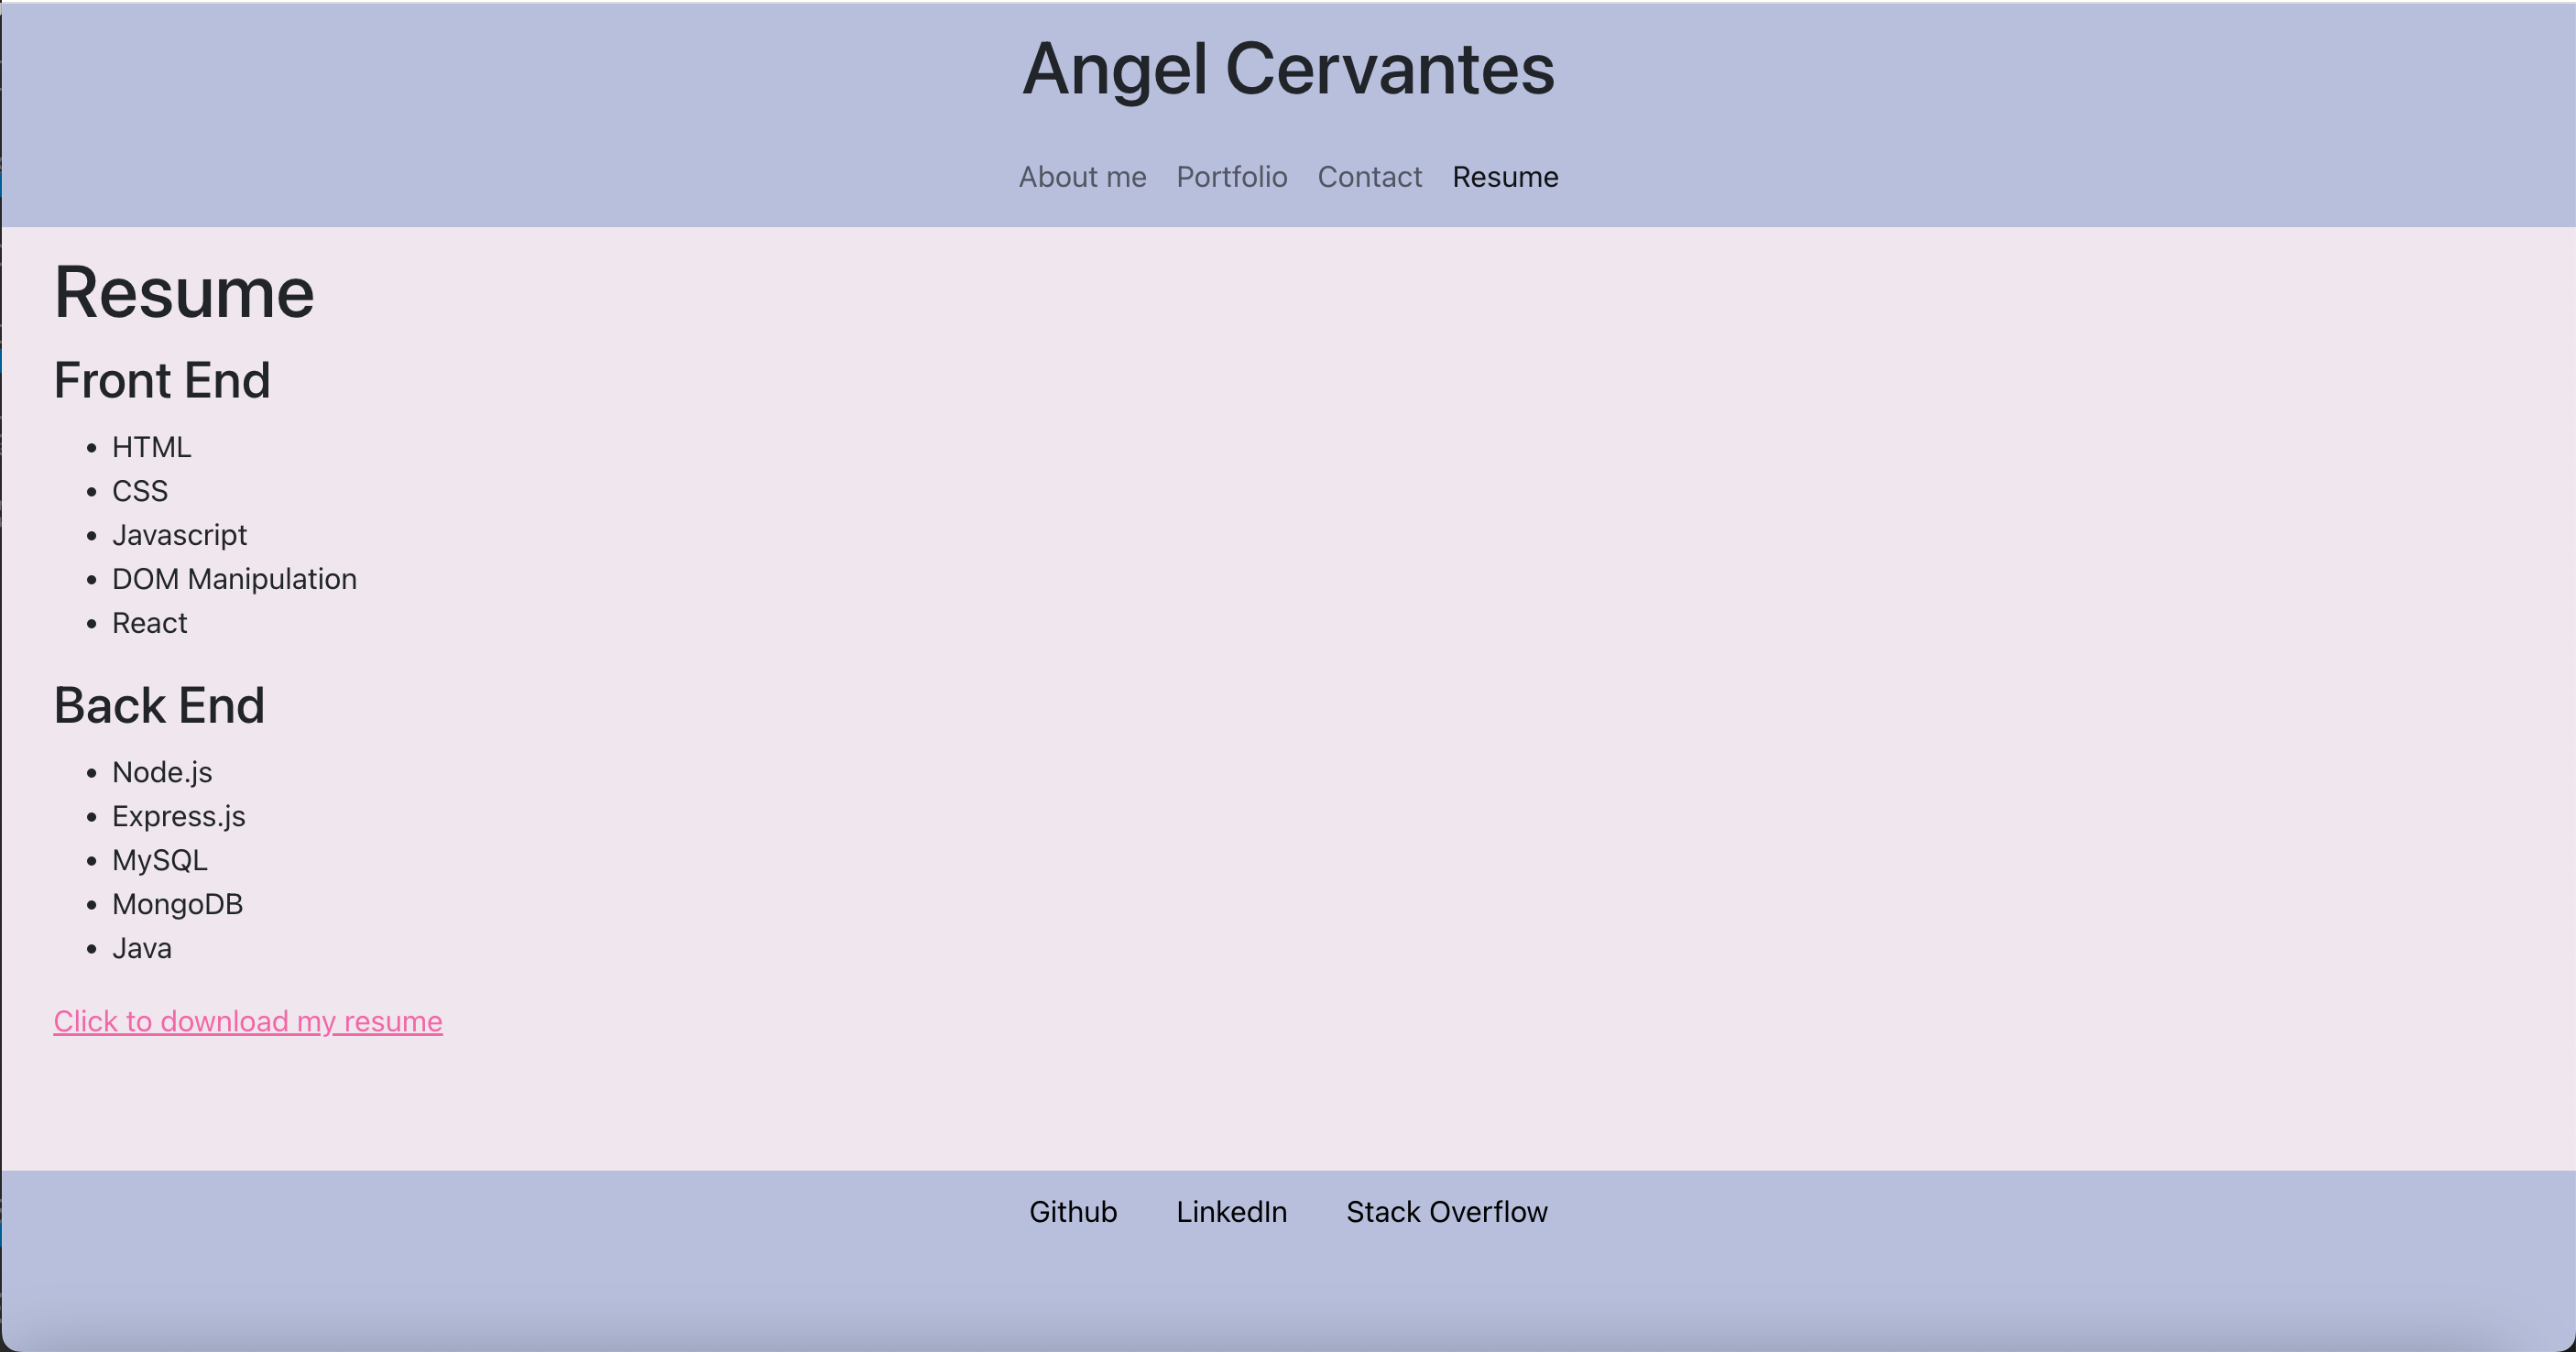 Angel Cervantes
About me Portfolio Contact Resume
Resume
Front End
• HTML
• CSS
• Javascript
• DOM Manipulation
• React
Back End
• Node.js
• Express.js
• MySQL
• MongoDB
• Java
Click to download my resume
Github LinkedIn Stack Overflow